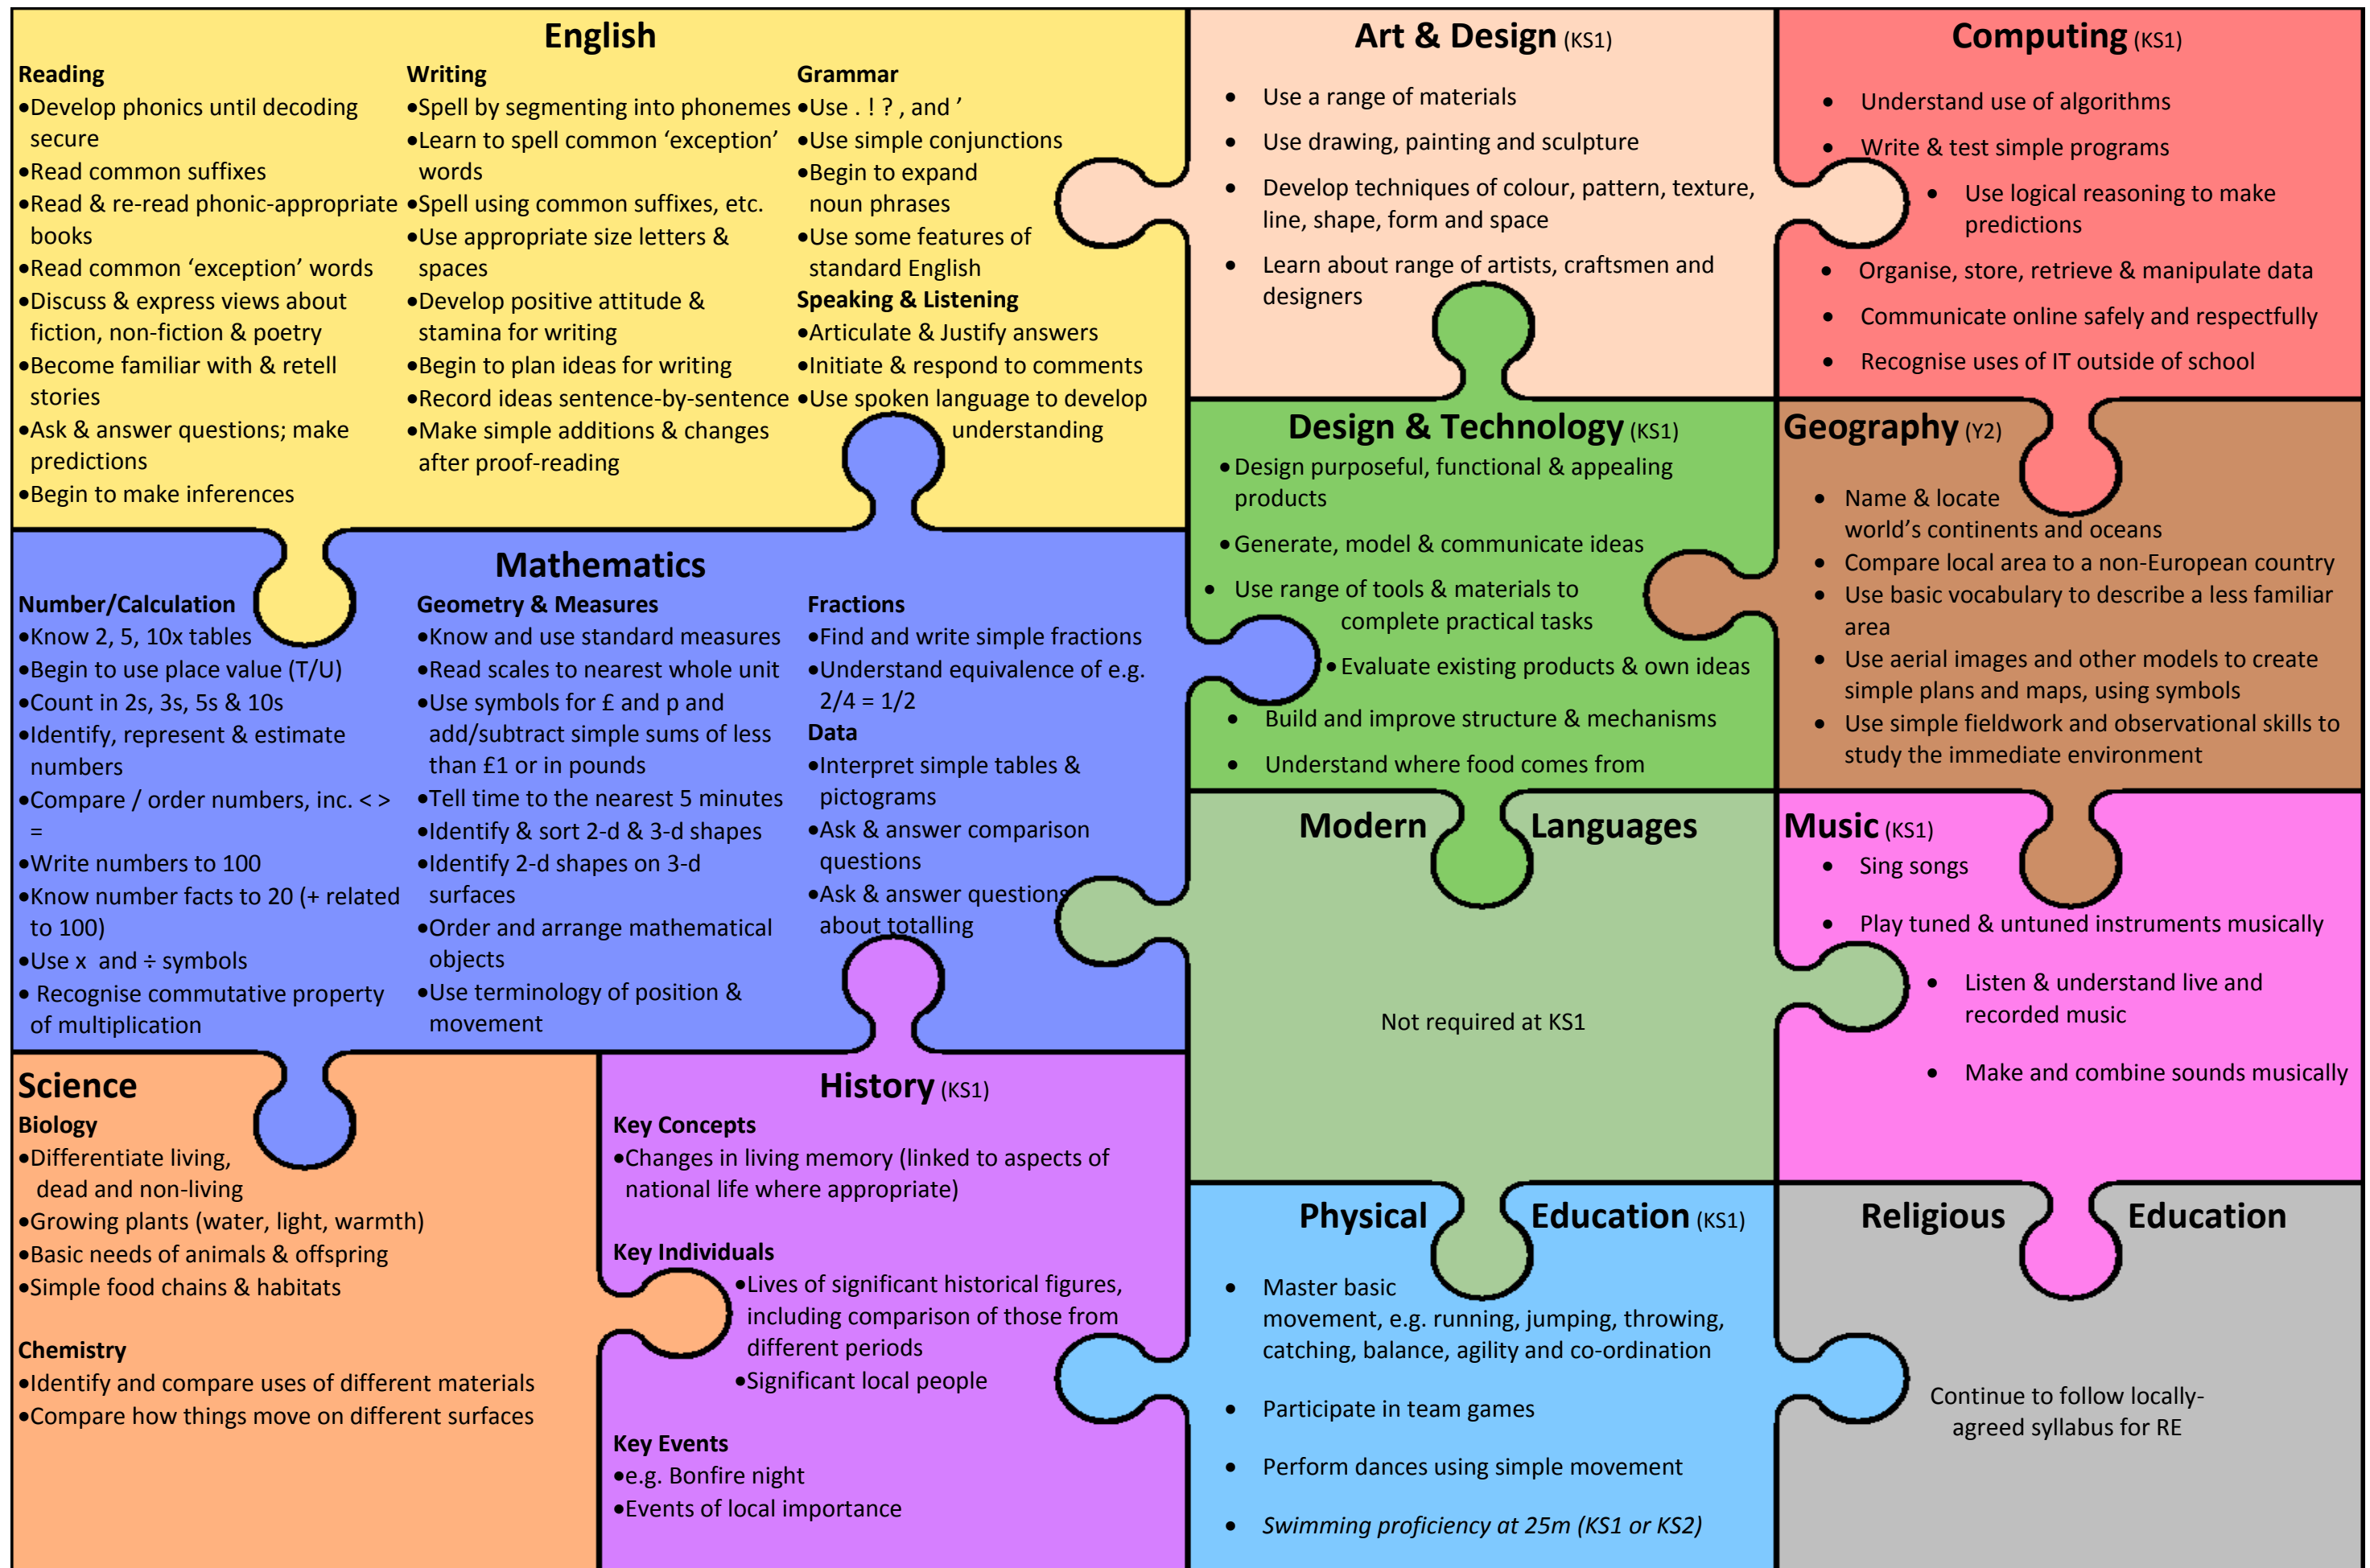 English
Reading
•Develop phonics until decoding
secure
•Read common suffixes
•Read & re-read phonic-appropriate
books
•Read common ‘exception’ words
•Discuss & express views about
fiction, non-fiction & poetry
•Become familiar with & retell
stories
•Ask & answer questions; make
predictions
•Begin to make inferences
Writing
•Spell by segmenting into phonemes
•Learn to spell common ‘exception’
words
•Spell using common suffixes, etc.
•Use appropriate size letters &
spaces
•Develop positive attitude &
stamina for writing
•Begin to plan ideas for writing
•Record ideas sentence-by-sentence
•Make simple additions & changes
after proof-reading
Grammar
•Use . ! ? , and ’
•Use simple conjunctions
•Begin to expand
noun phrases
•Use some features of
standard English
Speaking & Listening
•Articulate & Justify answers
•Initiate & respond to comments
•Use spoken language to develop
understanding
Art & Design (KS1)
• Use a range of materials
• Use drawing, painting and sculpture
• Develop techniques of colour, pattern, texture,
line, shape, form and space
• Learn about range of artists, craftsmen and
designers
Computing (KS1)
• Understand use of algorithms
• Write & test simple programs
• Use logical reasoning to make
predictions
• Organise, store, retrieve & manipulate data
• Communicate online safely and respectfully
• Recognise uses of IT outside of school
Mathematics
Number/Calculation
•Know 2, 5, 10x tables
•Begin to use place value (T/U)
•Count in 2s, 3s, 5s & 10s
•Identify, represent & estimate
numbers
•Compare / order numbers, inc. < >
=
•Write numbers to 100
•Know number facts to 20 (+ related
to 100)
•Use x and ÷ symbols
• Recognise commutative property
of multiplication
Geometry & Measures
•Know and use standard measures
•Read scales to nearest whole unit
•Use symbols for £ and p and
add/subtract simple sums of less
than £1 or in pounds
•Tell time to the nearest 5 minutes
•Identify & sort 2-d & 3-d shapes
•Identify 2-d shapes on 3-d
surfaces
•Order and arrange mathematical
objects
•Use terminology of position &
movement
Fractions
•Find and write simple fractions
•Understand equivalence of e.g.
2/4 = 1/2
Data
•Interpret simple tables &
pictograms
•Ask & answer comparison
questions
•Ask & answer questions
about totalling
Design & Technology (KS1)
•Design purposeful, functional & appealing
products
•Generate, model & communicate ideas
• Use range of tools & materials to
complete practical tasks
•Evaluate existing products & own ideas
• Build and improve structure & mechanisms
• Understand where food comes from
Geography (Y2)
• Name & locate
world’s continents and oceans
• Compare local area to a non-European country
• Use basic vocabulary to describe a less familiar
area
• Use aerial images and other models to create
simple plans and maps, using symbols
• Use simple fieldwork and observational skills to
study the immediate environment
Modern Languages
Not required at KS1
Music (KS1)
• Sing songs
• Play tuned & untuned instruments musically
• Listen & understand live and
recorded music
• Make and combine sounds musically
Science
Biology
•Differentiate living,
dead and non-living
•Growing plants (water, light, warmth)
•Basic needs of animals & offspring
•Simple food chains & habitats
Chemistry
•Identify and compare uses of different materials
•Compare how things move on different surfaces
History (KS1)
Key Concepts
•Changes in living memory (linked to aspects of
national life where appropriate)
Key Individuals
•Lives of significant historical figures,
including comparison of those from
different periods
•Significant local people
Key Events
•e.g. Bonfire night
•Events of local importance
Physical Education (KS1)
• Master basic
movement, e.g. running, jumping, throwing,
catching, balance, agility and co-ordination
• Participate in team games
• Perform dances using simple movement
• Swimming proficiency at 25m (KS1 or KS2)
Religious Education
Continue to follow locally-
agreed syllabus for RE